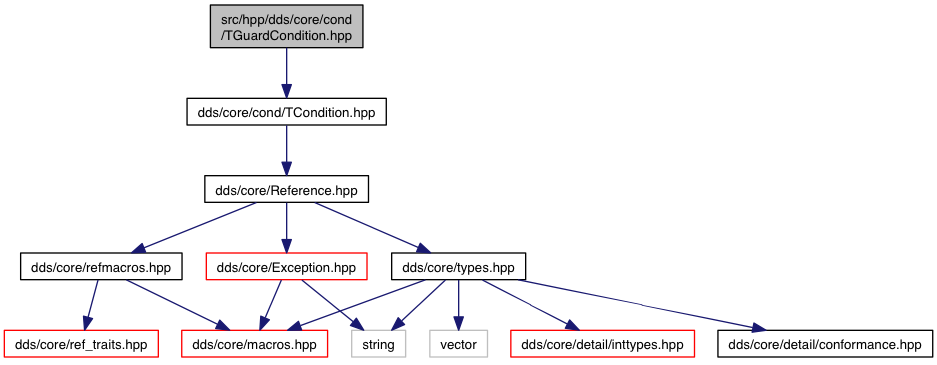 src/hpp/dds/core/cond
/TGuardCondition.hpp
dds/core/cond/TCondition.hpp
dds/core/Reference.hpp
dds/core/refmacros.hpp
dds/core/Exception.hpp
dds/core/types.hpp
dds/core/ref_traits.hpp
dds/core/macros.hpp
string
vector
dds/core/detail/inttypes.hpp
dds/core/detail/conformance.hpp